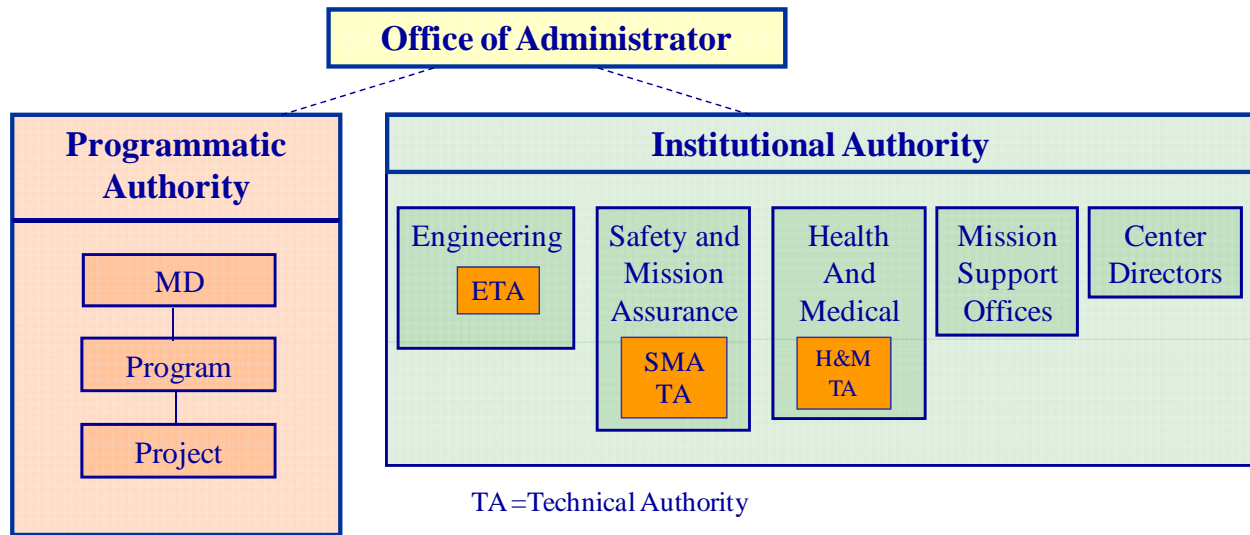 Office of Administrator
Programmatic
Authority
MD
Program
Project
Institutional Authority
Engineering
ETA
Safety and
Mission
Assurance
SMA
TA
Health
And
Medical
H&M
TA
Mission
Support
Offices
Center
Directors
TA =Technical Authority